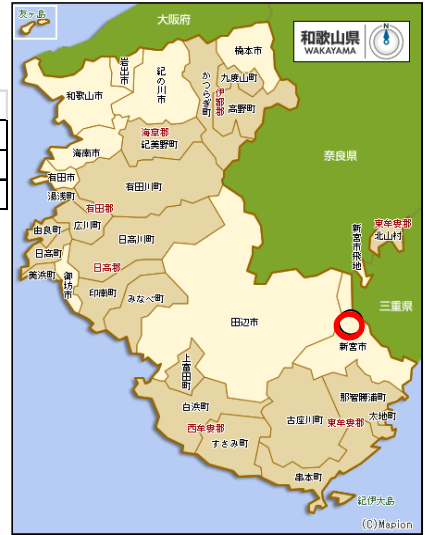 友ヶ島
大阪府
和歌山県
WAKAYAMA
橋本市
岩出市
紀の川市
かつらぎ町
九度山町
伊都郡
高野町
和歌山市
海草郡
紀美野町
海南市
奈良県
有田市
有田川町
湯浅町
有田郡
広川町
由良町
日高川町
新宮市飛地
東牟婁郡
北山村
日高町
日高郡
美浜町
御坊市
印南町
みなべ町
三重県
田辺市
新宮市
上富田町
那智勝浦町
白浜町
太地町
古座川町
東牟婁郡
西牟婁郡
すさみ町
串本町
紀伊大島
(C)Mapion